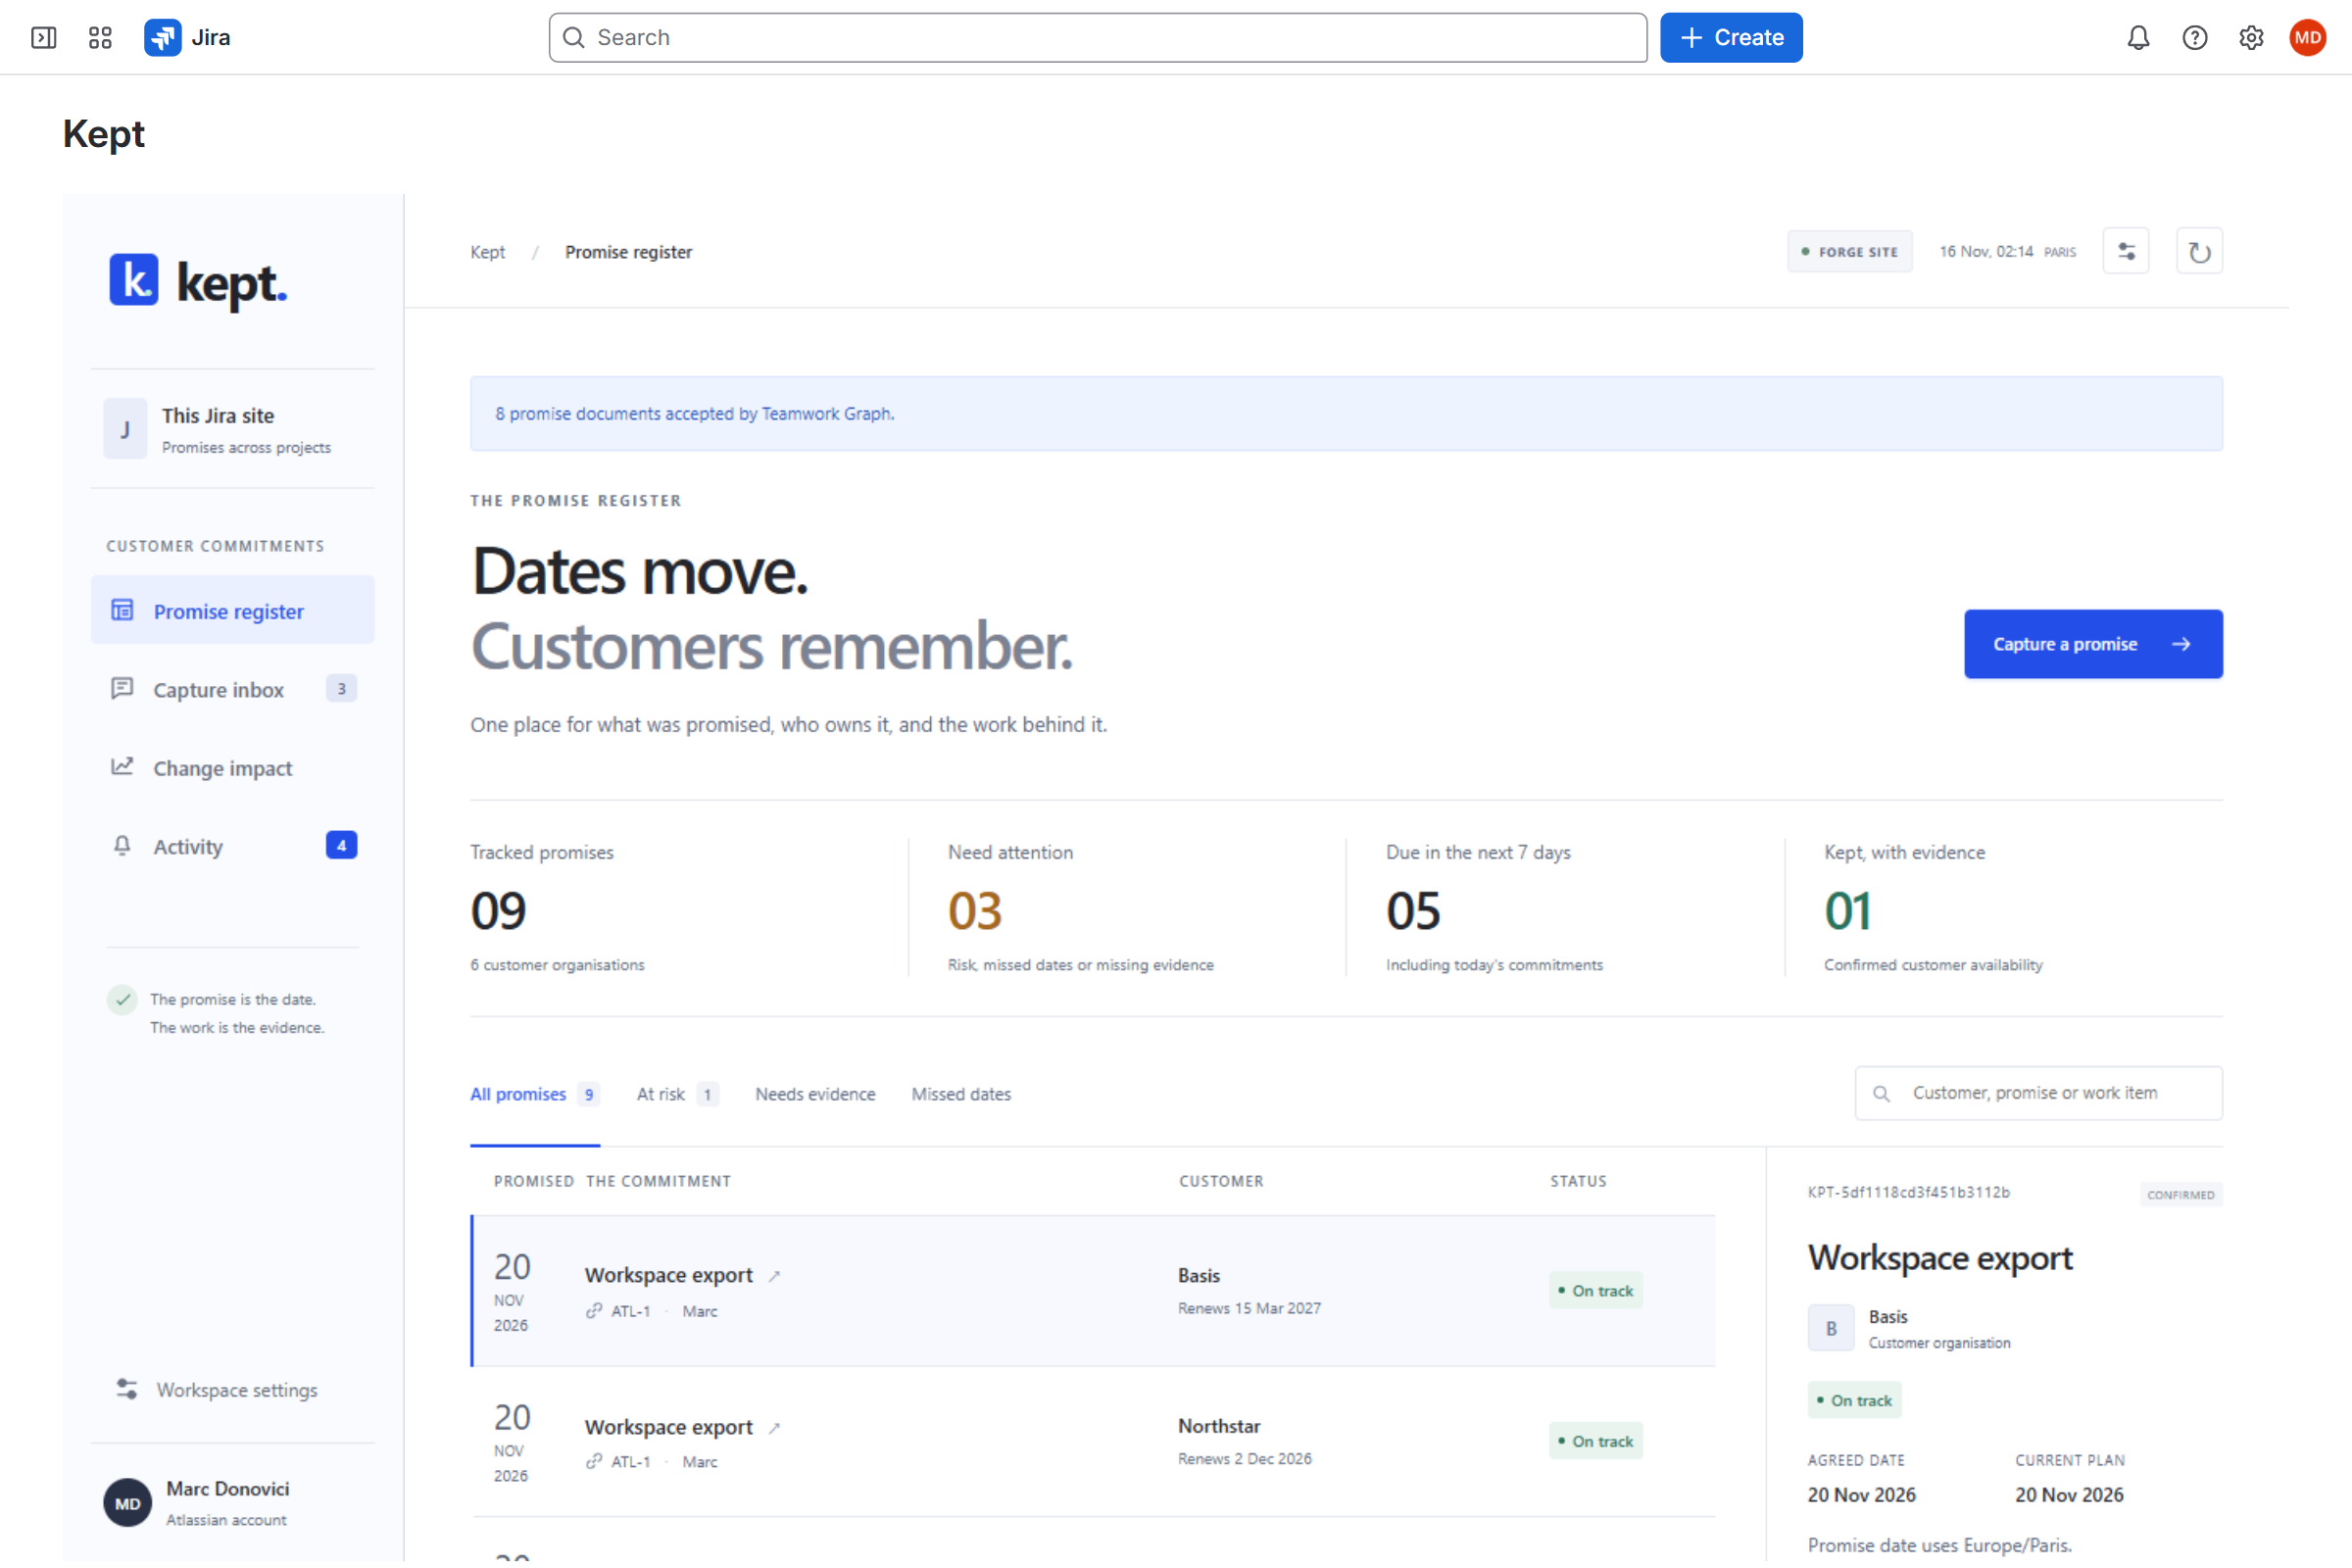 Jira
Search
Create
MD
Kept
k.
kept.
J
This Jira site
Promises across projects
CUSTOMER COMMITMENTS
Promise register
Capture inbox
3
Change impact
Activity
4
The promise is the date.
The work is the evidence.
Workspace settings
MD
Marc Donovici
Atlassian account
Kept / Promise register
FORGE SITE
16 Nov, 02:14 PARIS
8 promise documents accepted by Teamwork Graph.
THE PROMISE REGISTER
Dates move.
Customers remember.
One place for what was promised, who owns it, and the work behind it.
Capture a promise
Tracked promises
09
6 customer organisations
Need attention
03
Risk, missed dates or missing evidence
Due in the next 7 days
05
Including today's commitments
Kept, with evidence
01
Confirmed customer availability
All promises 9
At risk 1
Needs evidence
Missed dates
Customer, promise or work item
PROMISED THE COMMITMENT CUSTOMER STATUS
20
NOV
2026
Workspace export
ATL-1 · Marc
Basis
Renews 15 Mar 2027
On track
20
NOV
2026
Workspace export
ATL-1 · Marc
Northstar
Renews 2 Dec 2026
On track
KPT-5df1118cd3f451b3112b
CONFIRMED
Workspace export
B
Basis
Customer organisation
On track
AGREED DATE
20 Nov 2026
CURRENT PLAN
20 Nov 2026
Promise date uses Europe/Paris.